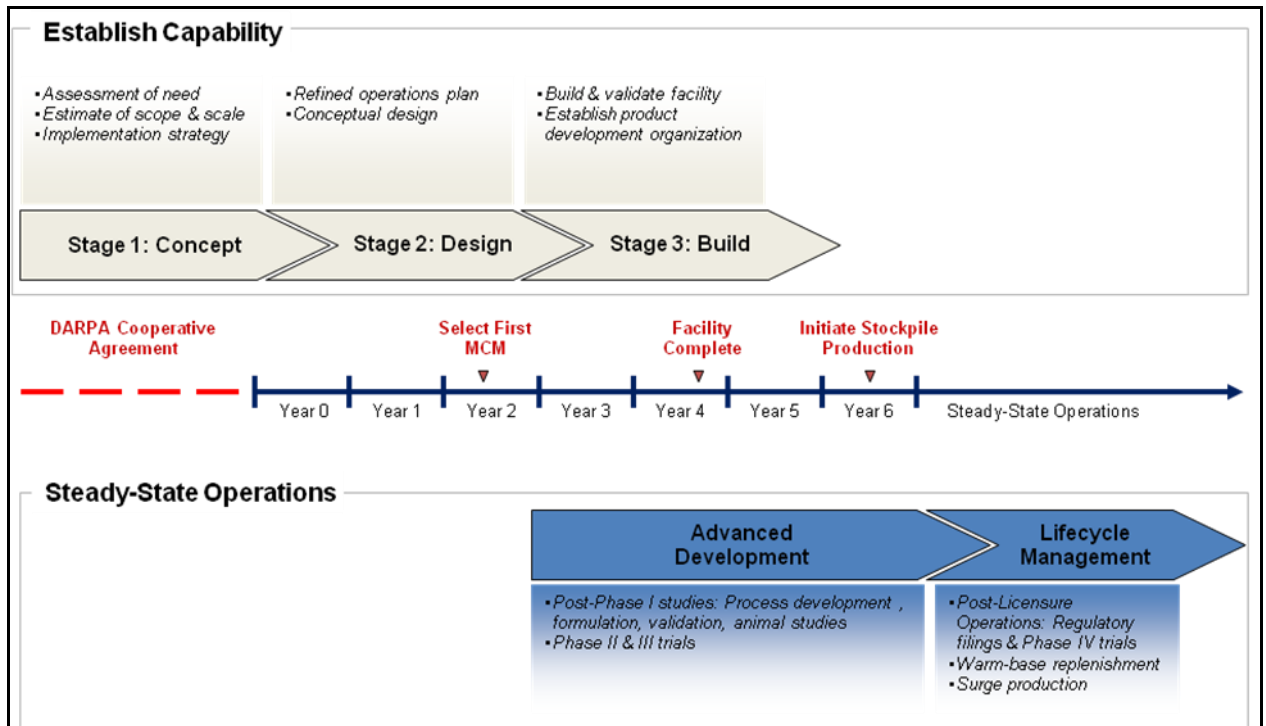 Establish Capability
▪Assessment of need
▪Estimate of scope & scale
▪Implementation strategy
▪Refined operations plan
▪Conceptual design
▪Build & validate facility
▪Establish product
development organization
Stage 1: Concept
Stage 2: Design
Stage 3: Build
DARPA Cooperative
Agreement
Select First
MCM
Facility
Complete
Initiate Stockpile
Production
Year 0
Year 1
Year 2
Year 3
Year 4
Year 5
Year 6
Steady-State Operations
Steady-State Operations
Advanced
Development
Lifecycle
Management
▪Post-Phase I studies: Process development ,
formulation, validation, animal studies
▪Phase II & III trials
▪Post-Licensure
Operations: Regulatory
filings & Phase IV trials
▪Warm-base replenishment
▪Surge production